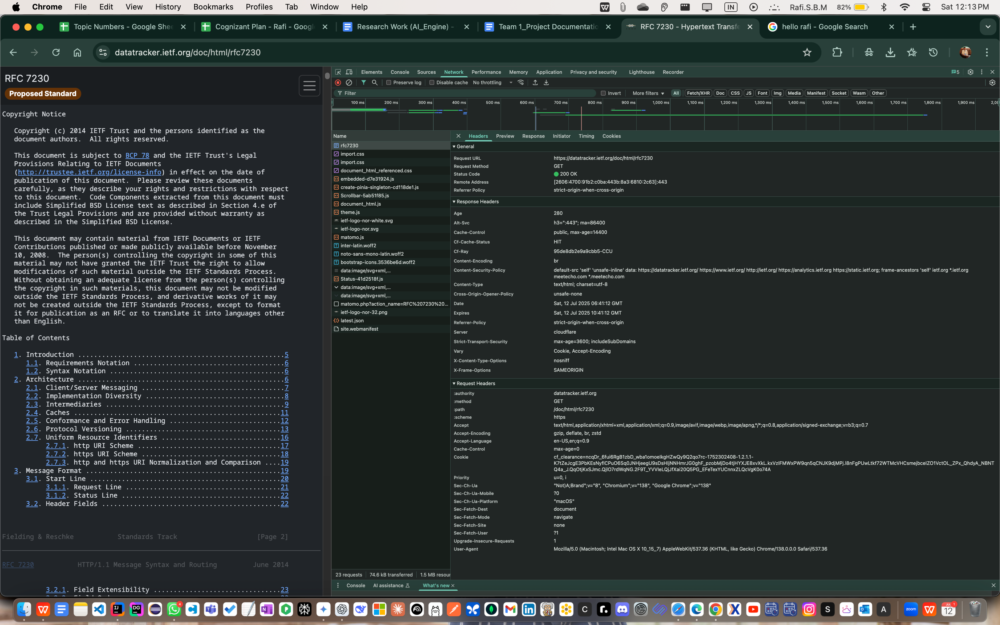 Chrome File Edit View History Bookmarks Profiles Tab Window Help
IN Rafi.S.B.M 82% Sat 12:13 PM
Topic Numbers - Google Shee
Cognizant Plan - Rafi - Googl
Research Work (AI_Engine) -
Team 1_Project Documentatio
RFC 7230 - Hypertext Transfe
hello rafi - Google Search
datatracker.ietf.org/doc/html/rfc7230
RFC 7230
Proposed Standard
Copyright Notice
Copyright (c) 2014 IETF Trust and the persons identified as the
document authors. All rights reserved.
This document is subject to BCP 78 and the IETF Trust's Legal
Provisions Relating to IETF Documents
(http://trustee.ietf.org/license-info) in effect on the date of
publication of this document. Please review these documents
carefully, as they describe your rights and restrictions with respect
to this document. Code Components extracted from this document must
include Simplified BSD License text as described in Section 4.e of
the Trust Legal Provisions and are provided without warranty as
described in the Simplified BSD License.
This document may contain material from IETF Documents or IETF
Contributions published or made publicly available before November
10, 2008. The person(s) controlling the copyright in some of this
material may not have granted the IETF Trust the right to allow
modifications of such material outside the IETF Standards Process.
Without obtaining an adequate license from the person(s) controlling
the copyright in such materials, this document may not be modified
outside the IETF Standards Process, and derivative works of it may
not be created outside the IETF Standards Process, except to format
it for publication as an RFC or to translate it into languages other
than English.
Table of Contents
1. Introduction ....................................................5
1.1. Requirements Notation ......................................6
1.2. Syntax Notation ............................................6
2. Architecture ....................................................6
2.1. Client/Server Messaging ....................................7
2.2. Implementation Diversity ...................................8
2.3. Intermediaries .............................................9
2.4. Caches ....................................................11
2.5. Conformance and Error Handling ............................12
2.6. Protocol Versioning .......................................13
2.7. Uniform Resource Identifiers ..............................16
2.7.1. http URI Scheme ....................................17
2.7.2. https URI Scheme ...................................18
2.7.3. http and https URI Normalization and Comparison ....19
3. Message Format .................................................19
3.1. Start Line ................................................20
3.1.1. Request Line .......................................21
3.1.2. Status Line ........................................22
3.2. Header Fields .............................................22
Fielding & Reschke Standards Track [Page 2]
RFC 7230 HTTP/1.1 Message Syntax and Routing June 2014
3.2.1. Field Extensibility ................................23
Elements Console Sources Network Performance Memory Application Privacy and security Lighthouse Recorder 5
Preserve log Disable cache No throttling
Filter Invert More filters All Fetch/XHR Doc CSS JS Font Img Media Manifest Socket Wasm Other
100 ms 200 ms 300 ms 400 ms 500 ms 600 ms 700 ms 800 ms 900 ms 1,000 ms 1,100 ms 1,200 ms 1,300 ms 1,400 ms 1,500 ms 1,600 ms 1,700 ms 1,800 ms 1,900 ms 2,00
Name
rfc7230
import.css
import.css
document_html_referenced.css
embedded-d7e31924.js
create-pinia-singleton-cd118de1.js
Scrollbar-5ab51f85.js
document_html.js
theme.js
ietf-logo-nor-white.svg
ietf-logo-nor.svg
matomo.js
inter-latin.woff2
noto-sans-mono-latin.woff2
bootstrap-icons.3536be6d.woff2
data:image/svg+xml,...
Status-41d2518f.js
data:image/svg+xml,...
data:image/svg+xml,...
matomo.php?action_name=RFC%207230%20...
ietf-logo-nor-32.png
latest.json
site.webmanifest
23 requests 74.6 kB transferred 1.5 MB resour
Headers Preview Response Initiator Timing Cookies
General
Request URL https://datatracker.ietf.org/doc/html/rfc7230
Request Method GET
Status Code 200 OK
Remote Address [2606:4700:91b2:c0ba:443b:8a3:6810:2c63]:443
Referrer Policy strict-origin-when-cross-origin
Response Headers
Age 280
Alt-Svc h3=":443"; ma=86400
Cache-Control public, max-age=14400
Cf-Cache-Status HIT
Cf-Ray 95de8db2e9a9cbb5-CCU
Content-Encoding br
Content-Security-Policy default-src 'self' 'unsafe-inline' data: https://datatracker.ietf.org/ https://www.ietf.org/ http://ietf.org/ https://analytics.ietf.org https://static.ietf.org; frame-ancestors 'self' ietf.org *.ietf.org
meetecho.com *.meetecho.com
Content-Type text/html; charset=utf-8
Cross-Origin-Opener-Policy unsafe-none
Date Sat, 12 Jul 2025 06:41:12 GMT
Expires Sat, 12 Jul 2025 10:41:12 GMT
Referrer-Policy strict-origin-when-cross-origin
Server cloudflare
Strict-Transport-Security max-age=3600; includeSubDomains
Vary Cookie, Accept-Encoding
X-Content-Type-Options nosniff
X-Frame-Options SAMEORIGIN
Request Headers
:authority datatracker.ietf.org
:method GET
:path /doc/html/rfc7230
:scheme https
Accept text/html,application/xhtml+xml,application/xml;q=0.9,image/avif,image/webp,image/apng,*/*;q=0.8,application/signed-exchange;v=b3;q=0.7
Accept-Encoding gzip, deflate, br, zstd
Accept-Language en-US,en;q=0.9
Cache-Control max-age=0
Cookie
Priority u=0, i
Sec-Ch-Ua "Not)A;Brand";v="8", "Chromium";v="138", "Google Chrome";v="138"
Sec-Ch-Ua-Mobile ?0
Sec-Ch-Ua-Platform "macOS"
Sec-Fetch-Dest document
Sec-Fetch-Mode navigate
Sec-Fetch-Site none
Sec-Fetch-User ?1
Upgrade-Insecure-Requests 1
User-Agent Mozilla/5.0 (Macintosh; Intel Mac OS X 10_15_7) AppleWebKit/537.36 (KHTML, like Gecko) Chrome/138.0.0.0 Safari/537.36
Console AI assistance What's new
IJ DG 4 zoom JUL 12